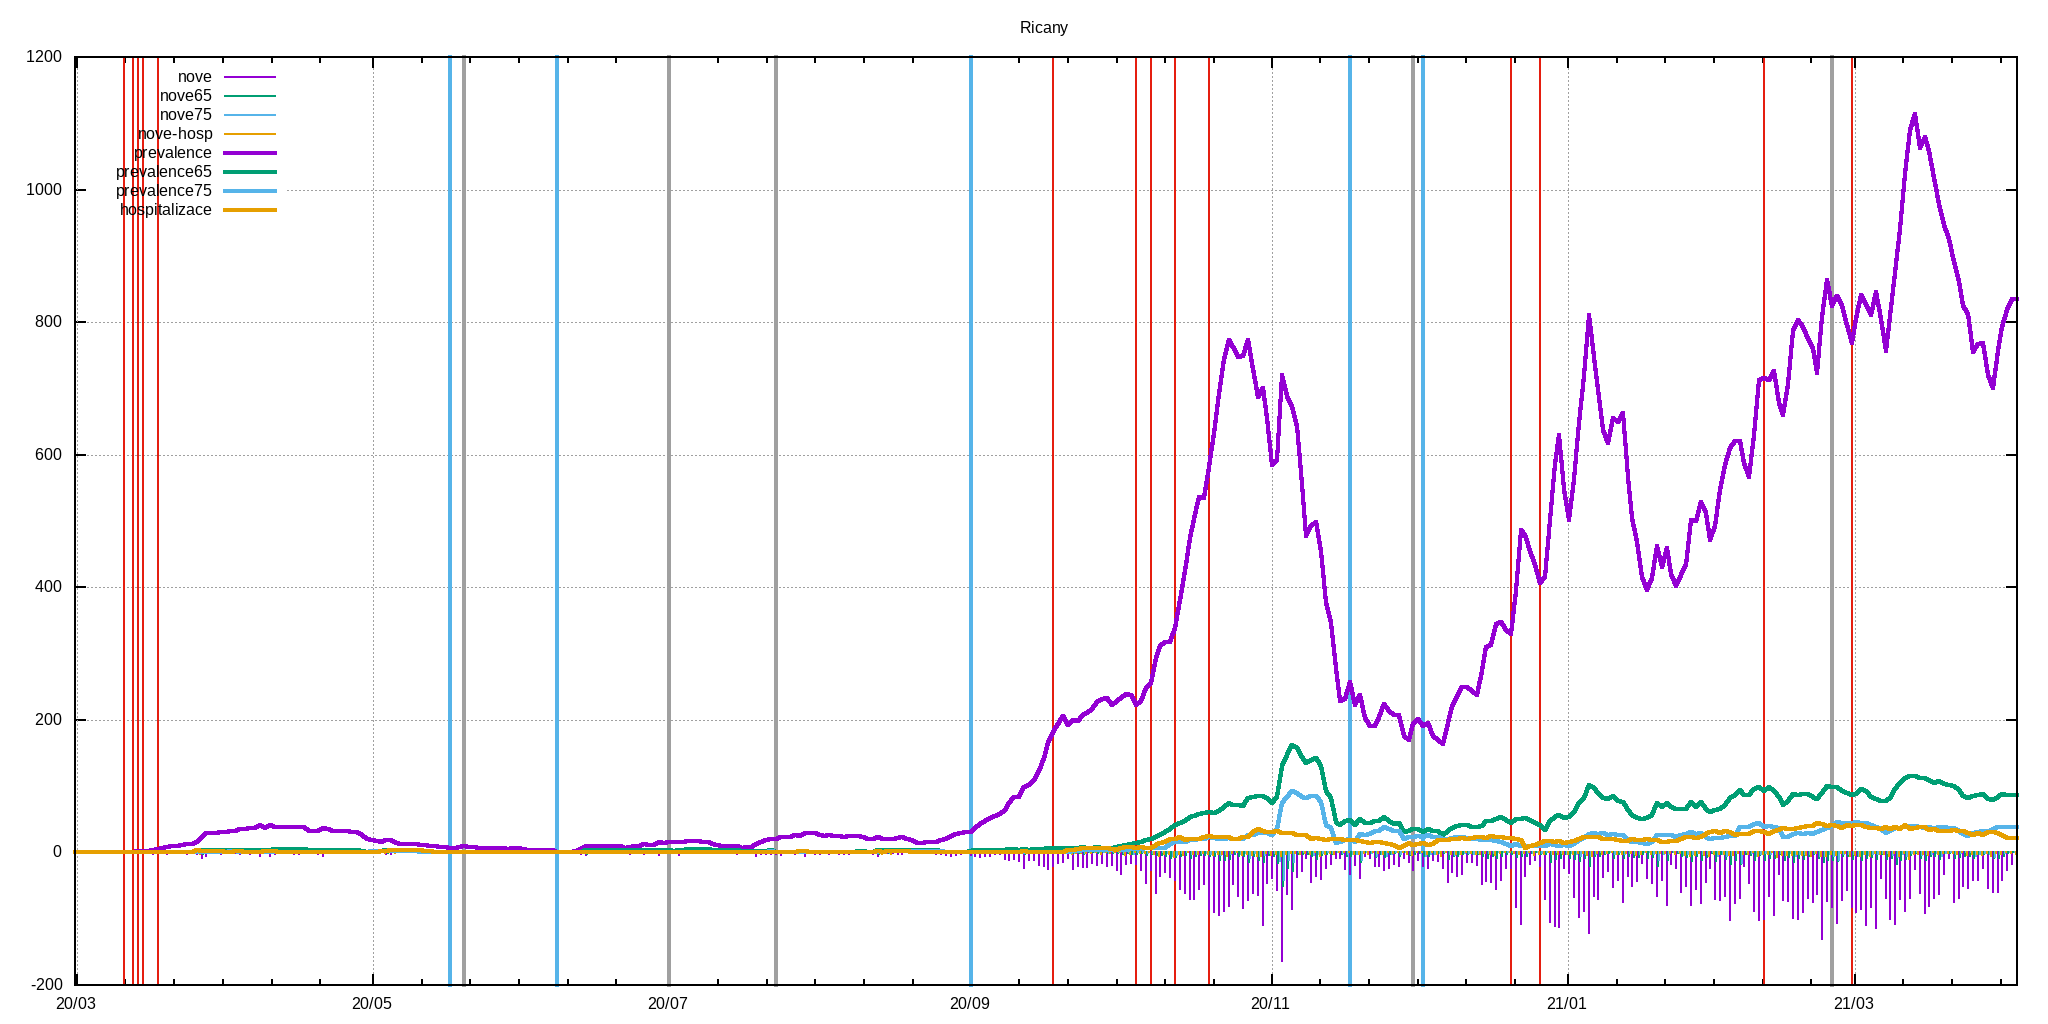 Ricany
1200
1000
800
600
400
200
0
-200
nove
nove65
nove75
nove-hosp
prevalence
prevalence65
prevalence75
hospitalizace
20/03 20/05 20/07 20/09 20/11 21/01 21/03